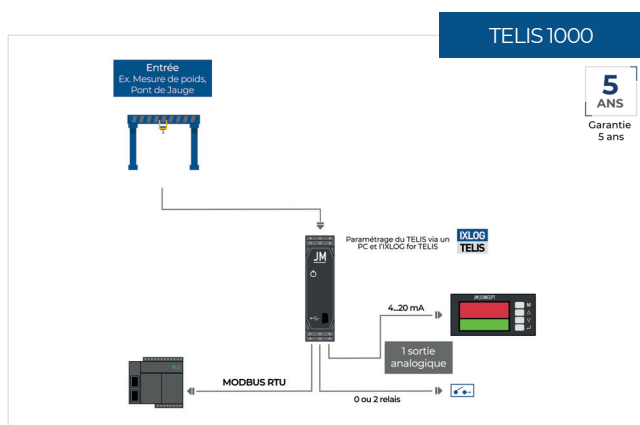 TELIS 1000
5
ANS
Garantie
5 ans
Entrée
Ex. Mesure de poids,
Pont de Jauge
Paramétrage du TELIS via un
PC et l'IXLOG for TELIS
IXLOG
TELIS
JM
JM CONCEPT
M
4...20 mA
1 sortie
analogique
PLC
MODBUS RTU
0 ou 2 relais